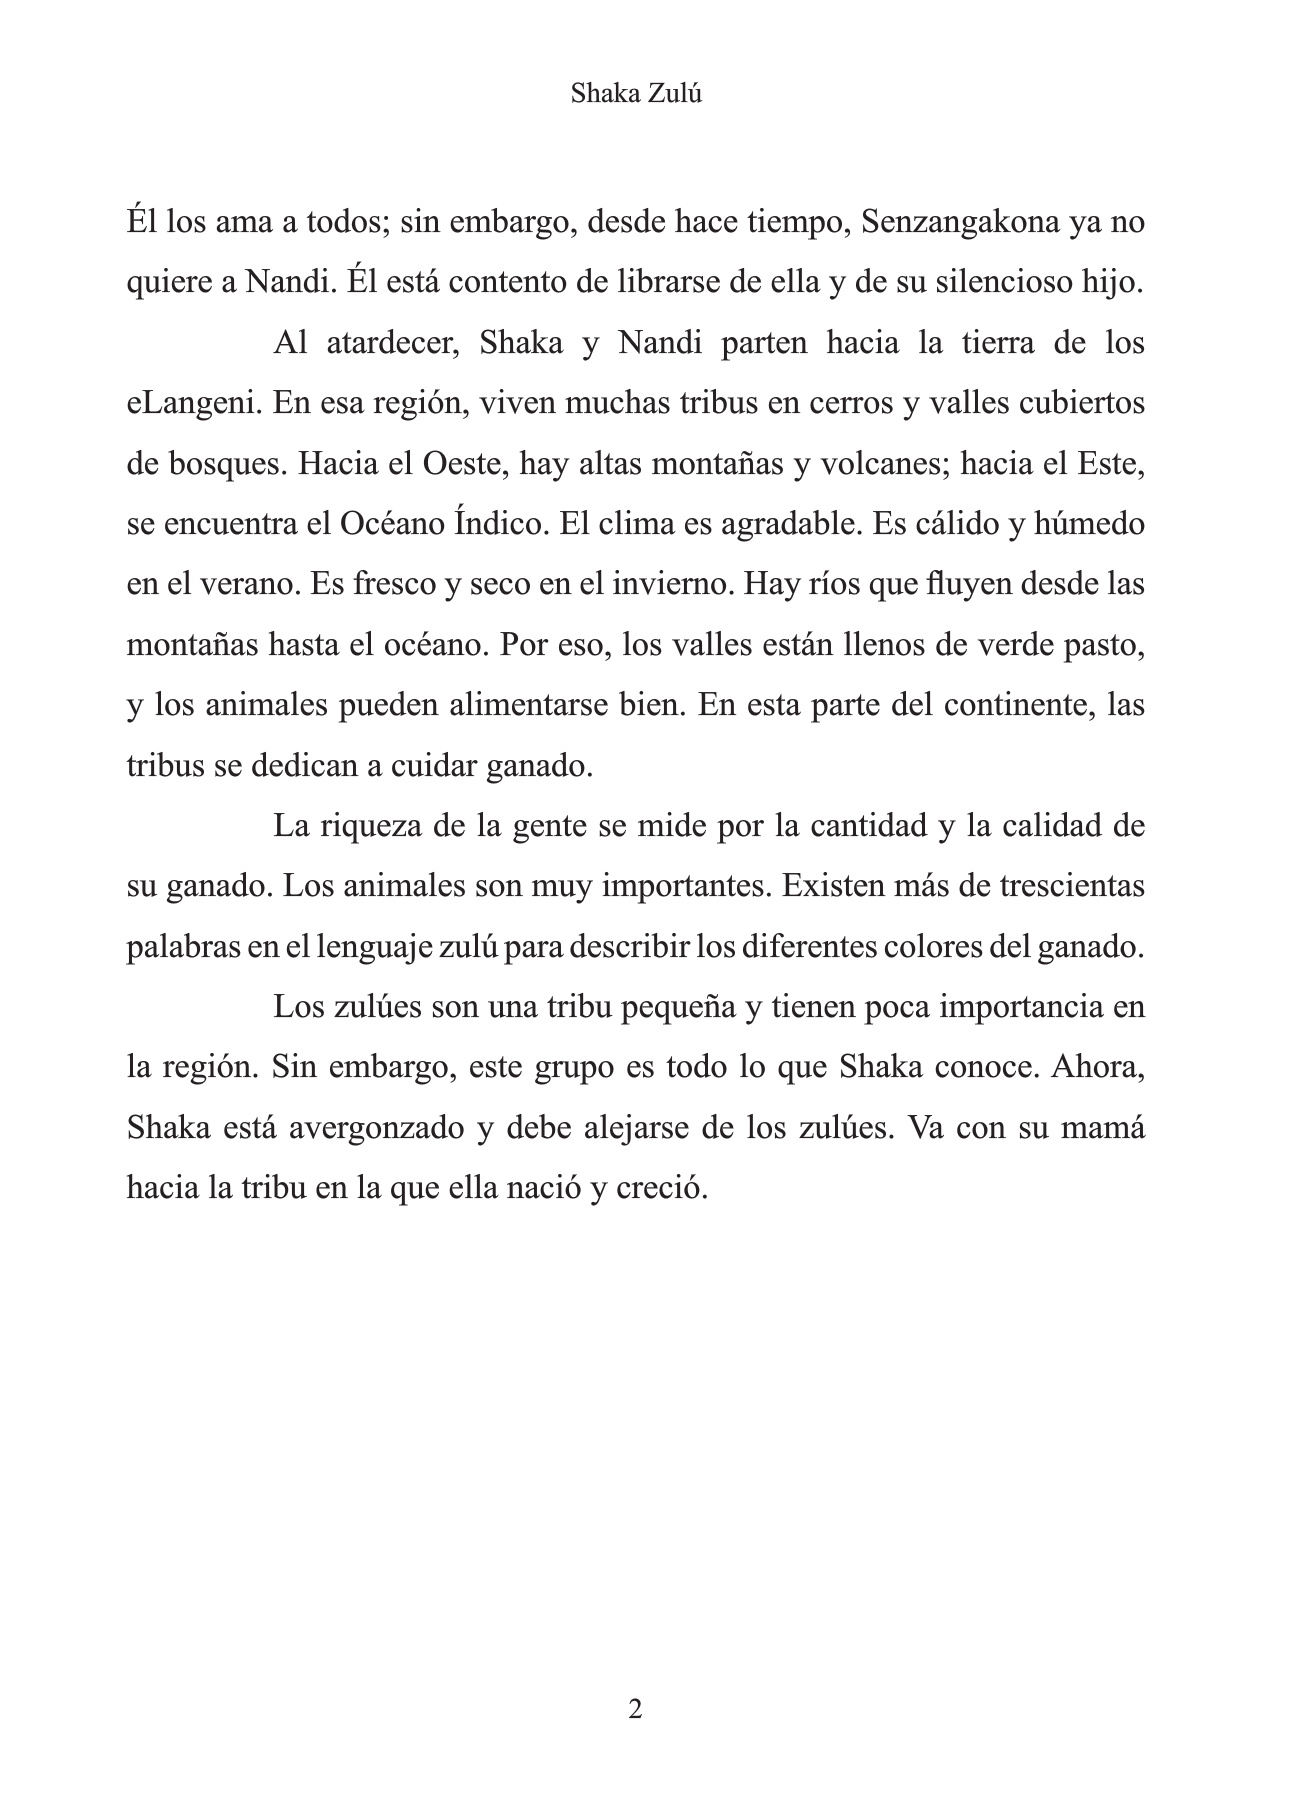 Shaka Zulú
Él los ama a todos; sin embargo, desde hace tiempo, Senzangakona ya no
quiere a Nandi. Él está contento de librarse de ella y de su silencioso hijo.
Al atardecer, Shaka y Nandi parten hacia la tierra de los
eLangeni. En esa región, viven muchas tribus en cerros y valles cubiertos
de bosques. Hacia el Oeste, hay altas montañas y volcanes; hacia el Este,
se encuentra el Océano Índico. El clima es agradable. Es cálido y húmedo
en el verano. Es fresco y seco en el invierno. Hay ríos que fluyen desde las
montañas hasta el océano. Por eso, los valles están llenos de verde pasto,
y los animales pueden alimentarse bien. En esta parte del continente, las
tribus se dedican a cuidar ganado.
La riqueza de la gente se mide por la cantidad y la calidad de
su ganado. Los animales son muy importantes. Existen más de trescientas
palabras en el lenguaje zulú para describir los diferentes colores del ganado.
Los zulúes son una tribu pequeña y tienen poca importancia en
la región. Sin embargo, este grupo es todo lo que Shaka conoce. Ahora,
Shaka está avergonzado y debe alejarse de los zulúes. Va con su mamá
hacia la tribu en la que ella nació y creció.
2